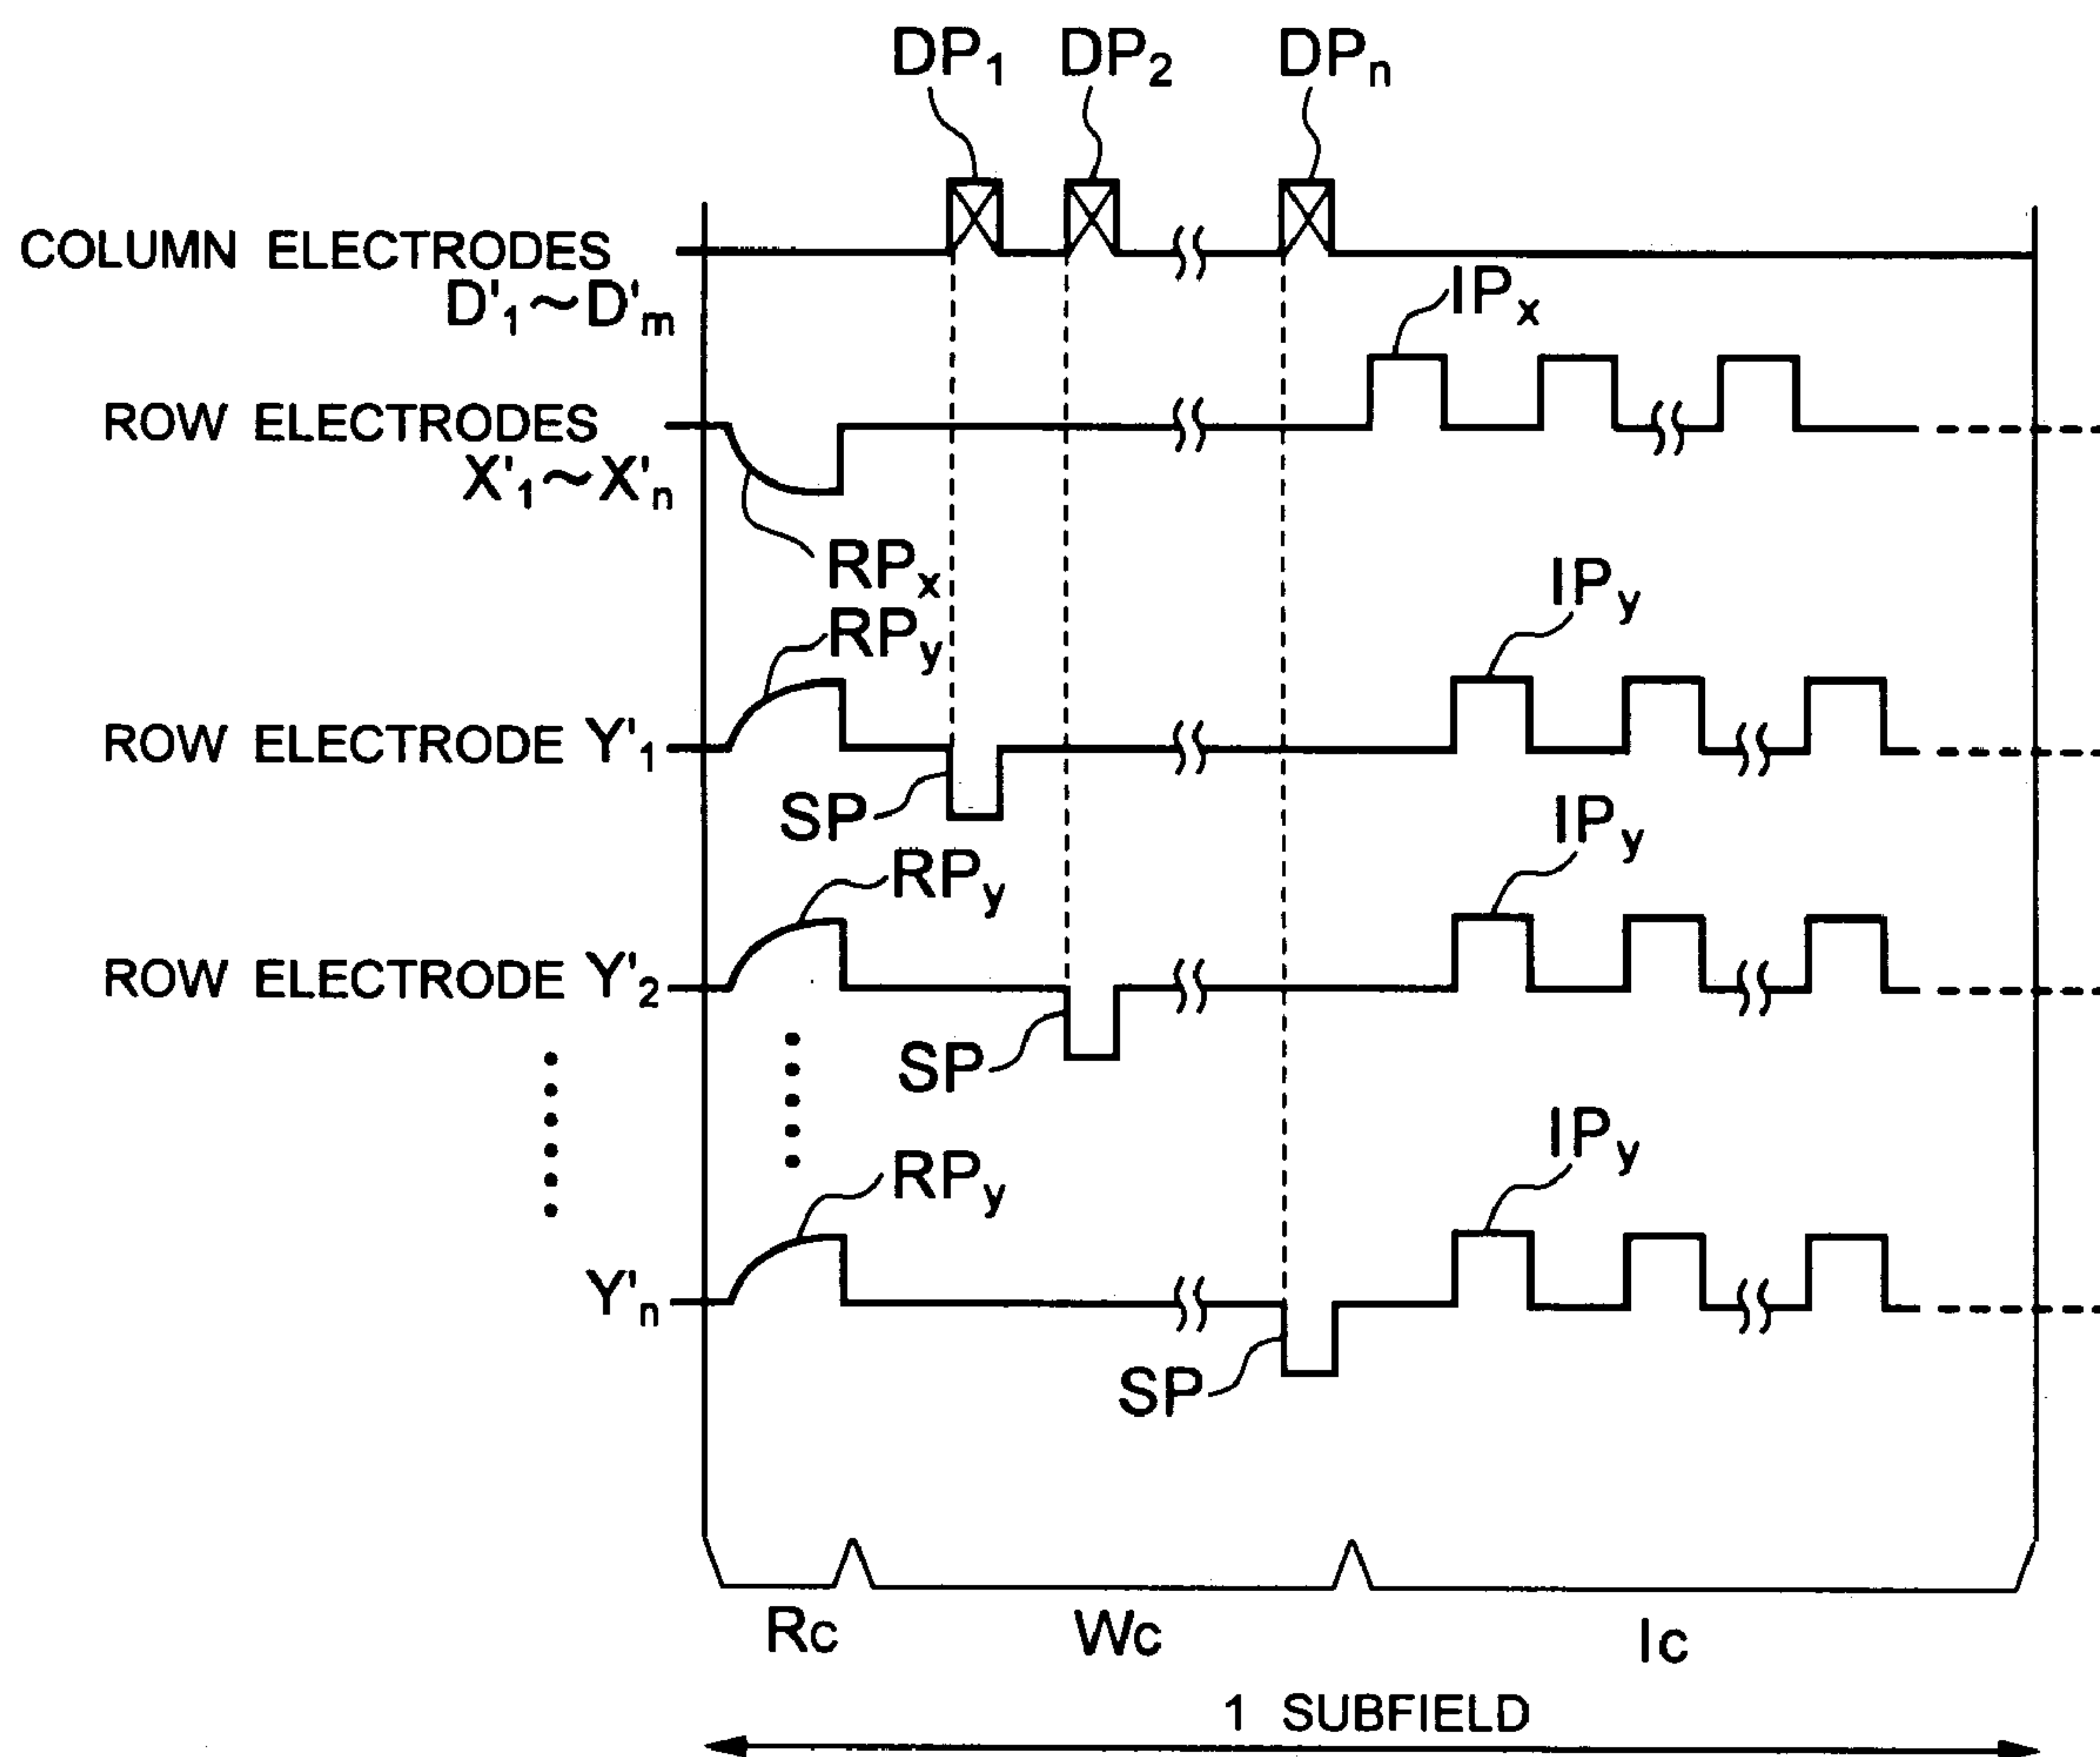 DP1 DP2 DPn
COLUMN ELECTRODES
D'1~D'm
IPx
ROW ELECTRODES
X'1~X'n
RPx
IPy
RPy
ROW ELECTRODE Y'1
SP
IPy
RPy
ROW ELECTRODE Y'2
SP
IPy
RPy
Y'n
SP
Rc Wc Ic
1 SUBFIELD